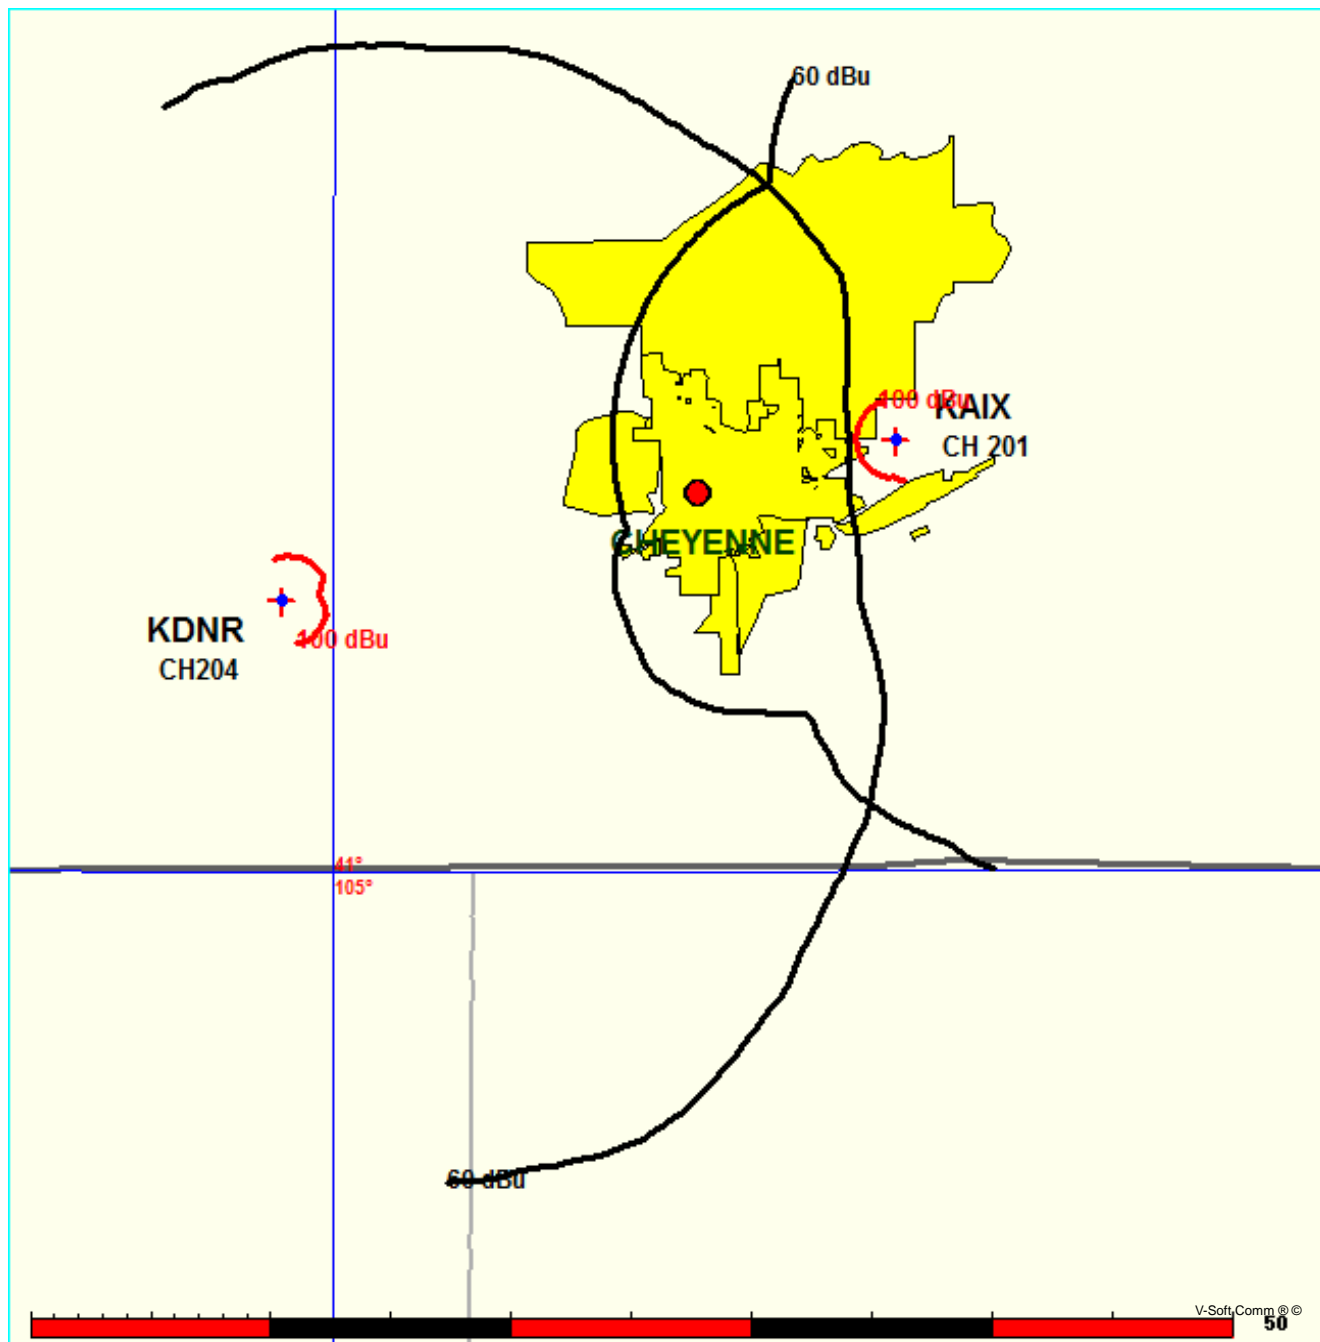 60 dBu
100 dBu
KAIX
CH 201
CHEYENNE
KDNR
100 dBu
CH204
41°
105°
60 dBu
V-Soft Comm ® ©
50